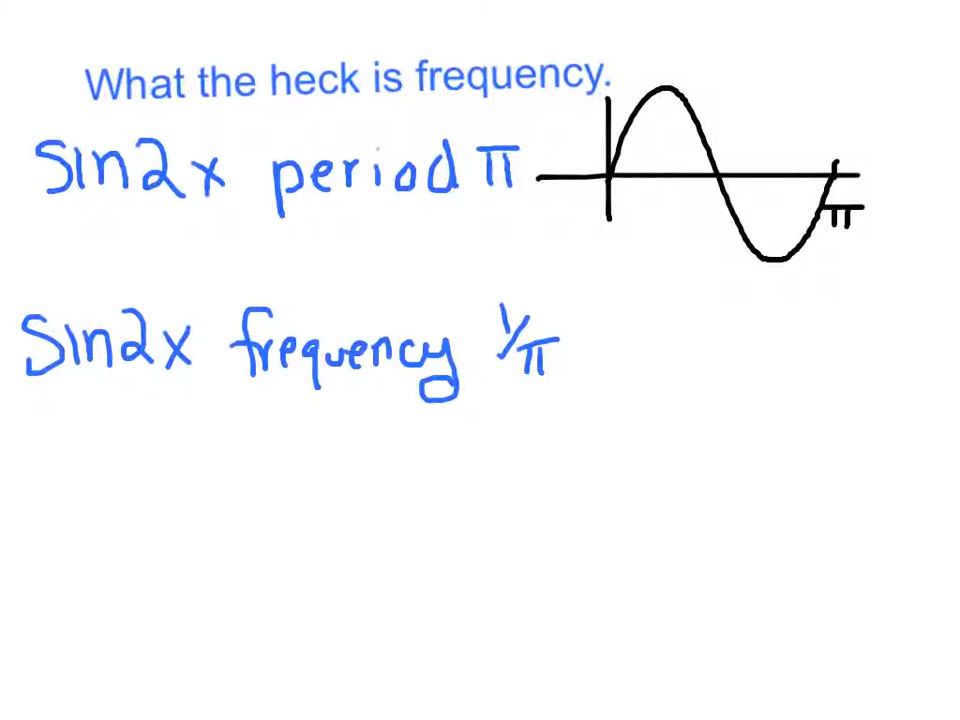 What the heck is frequency.
Sin2x period π
π
Sin2x frequency 1/π